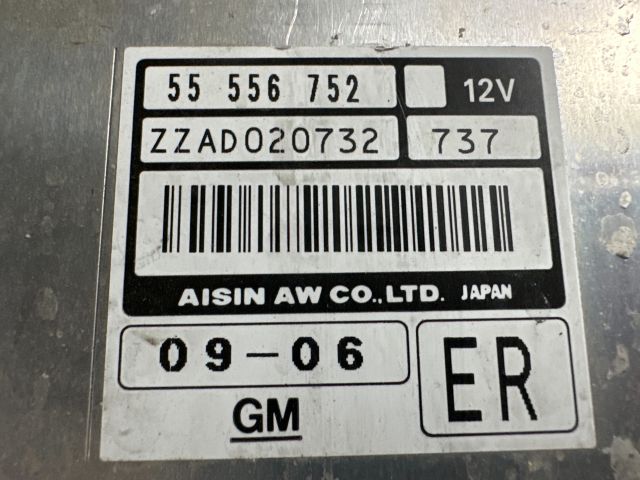 55 556 752 12V
ZZAD020732 737
AISIN AW CO.,LTD. JAPAN
09-06 ER
GM